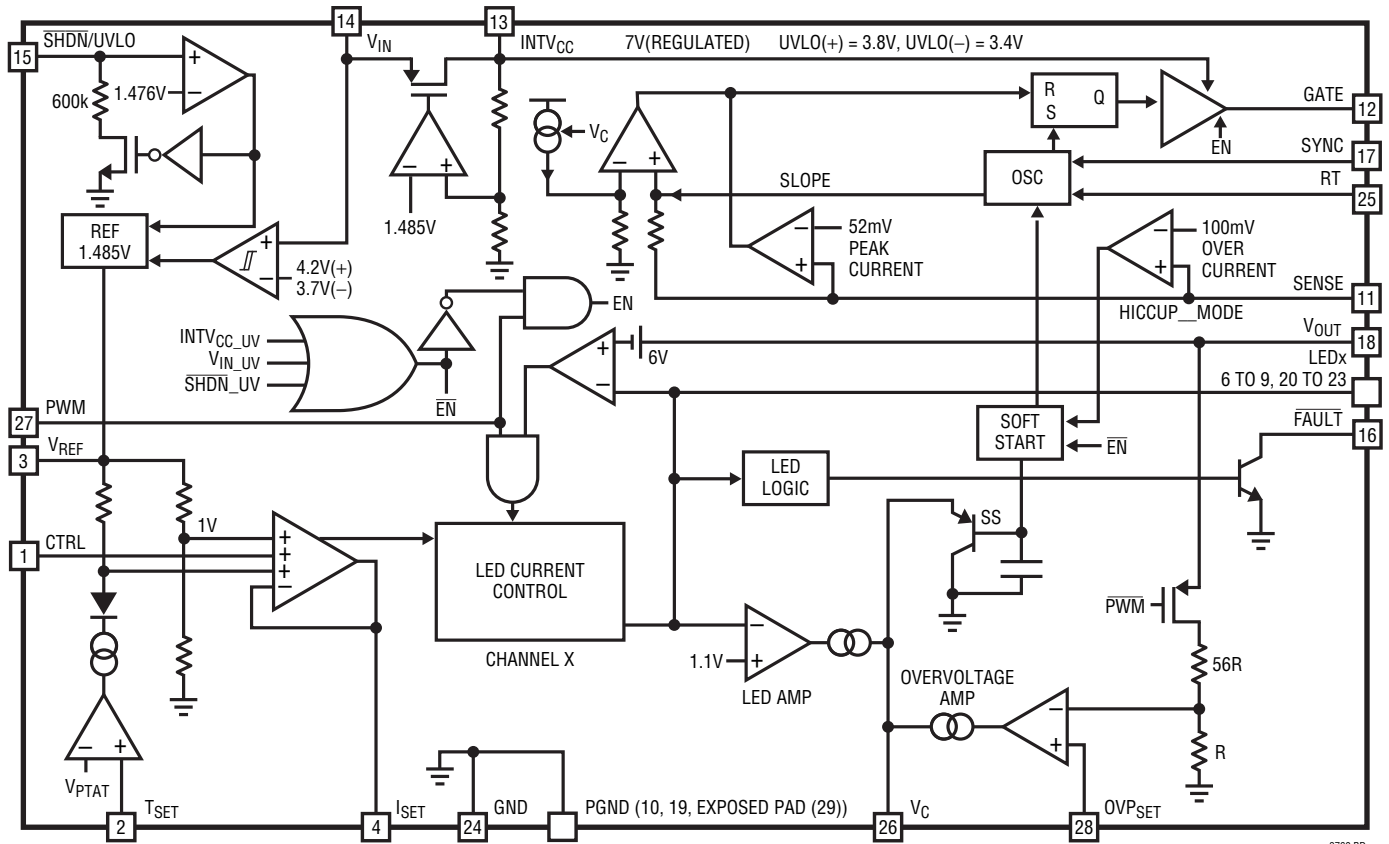 14
13
SHDN/UVLO
VIN
INTVCC
7V(REGULATED)
UVLO(+) = 3.8V, UVLO(−) = 3.4V
15
+
1.476V
−
600k
R
S
Q
GATE
12
VC
EN
SYNC
17
−
+
−
+
OSC
SLOPE
RT
25
1.485V
REF
1.485V
+
−
4.2V(+)
3.7V(−)
−
52mV
PEAK
CURRENT
+
−
100mV
OVER
CURRENT
+
SENSE
11
EN
HICCUP__MODE
INTVCC_UV
VIN_UV
SHDN_UV
+
−
6V
VOUT
18
LEDx
6 TO 9, 20 TO 23
EN
PWM
27
SOFT
START
EN
FAULT
16
VREF
3
LED
LOGIC
1V
SS
CTRL
1
+
+
+
−
LED CURRENT
CONTROL
PWM
CHANNEL X
−
1.1V
+
LED AMP
56R
OVERVOLTAGE
AMP
−
+
R
−
+
VPTAT
TSET
2
ISET
4
GND
24
PGND (10, 19, EXPOSED PAD (29))
VC
26
OVPSET
28